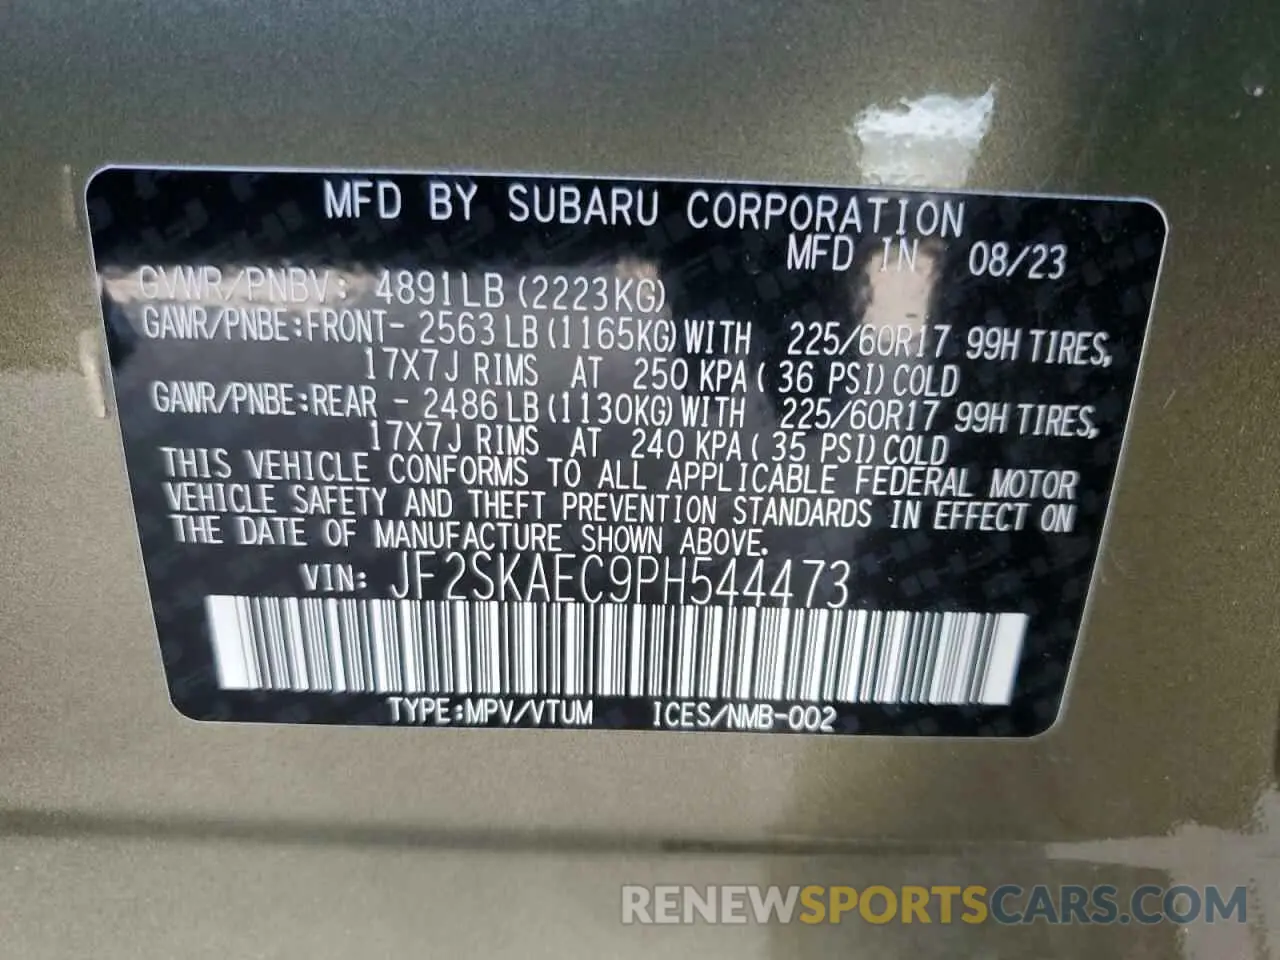 MFD BY SUBARU CORPORATION
MFD IN 08/23
GVWR/PNBV: 4891LB (2223KG)
GAWR/PNBE:FRONT- 2563 LB (1165KG) WITH 225/60R17 99H TIRES,
17X7J RIMS AT 250 KPA ( 36 PSI) COLD
GAWR/PNBE:REAR - 2486 LB (1130KG) WITH 225/60R17 99H TIRES,
17X7J RIMS AT 240 KPA ( 35 PSI) COLD
THIS VEHICLE CONFORMS TO ALL APPLICABLE FEDERAL MOTOR
VEHICLE SAFETY AND THEFT PREVENTION STANDARDS IN EFFECT ON
THE DATE OF MANUFACTURE SHOWN ABOVE.
VIN: JF2SKAEC9PH544473
TYPE:MPV/VTUM ICES/NMB-002
RENEWSPORTSCARS.COM